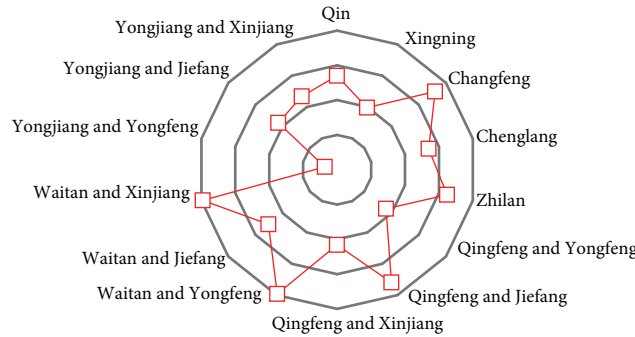 Qin
Yongjiang and Xinjiang
Xingning
Yongjiang and Jiefang
Changfeng
Yongjiang and Yongfeng
Chenglang
Waitan and Xinjiang
Zhilan
Waitan and Jiefang
Qingfeng and Yongfeng
Waitan and Yongfeng
Qingfeng and Jiefang
Qingfeng and Xinjiang